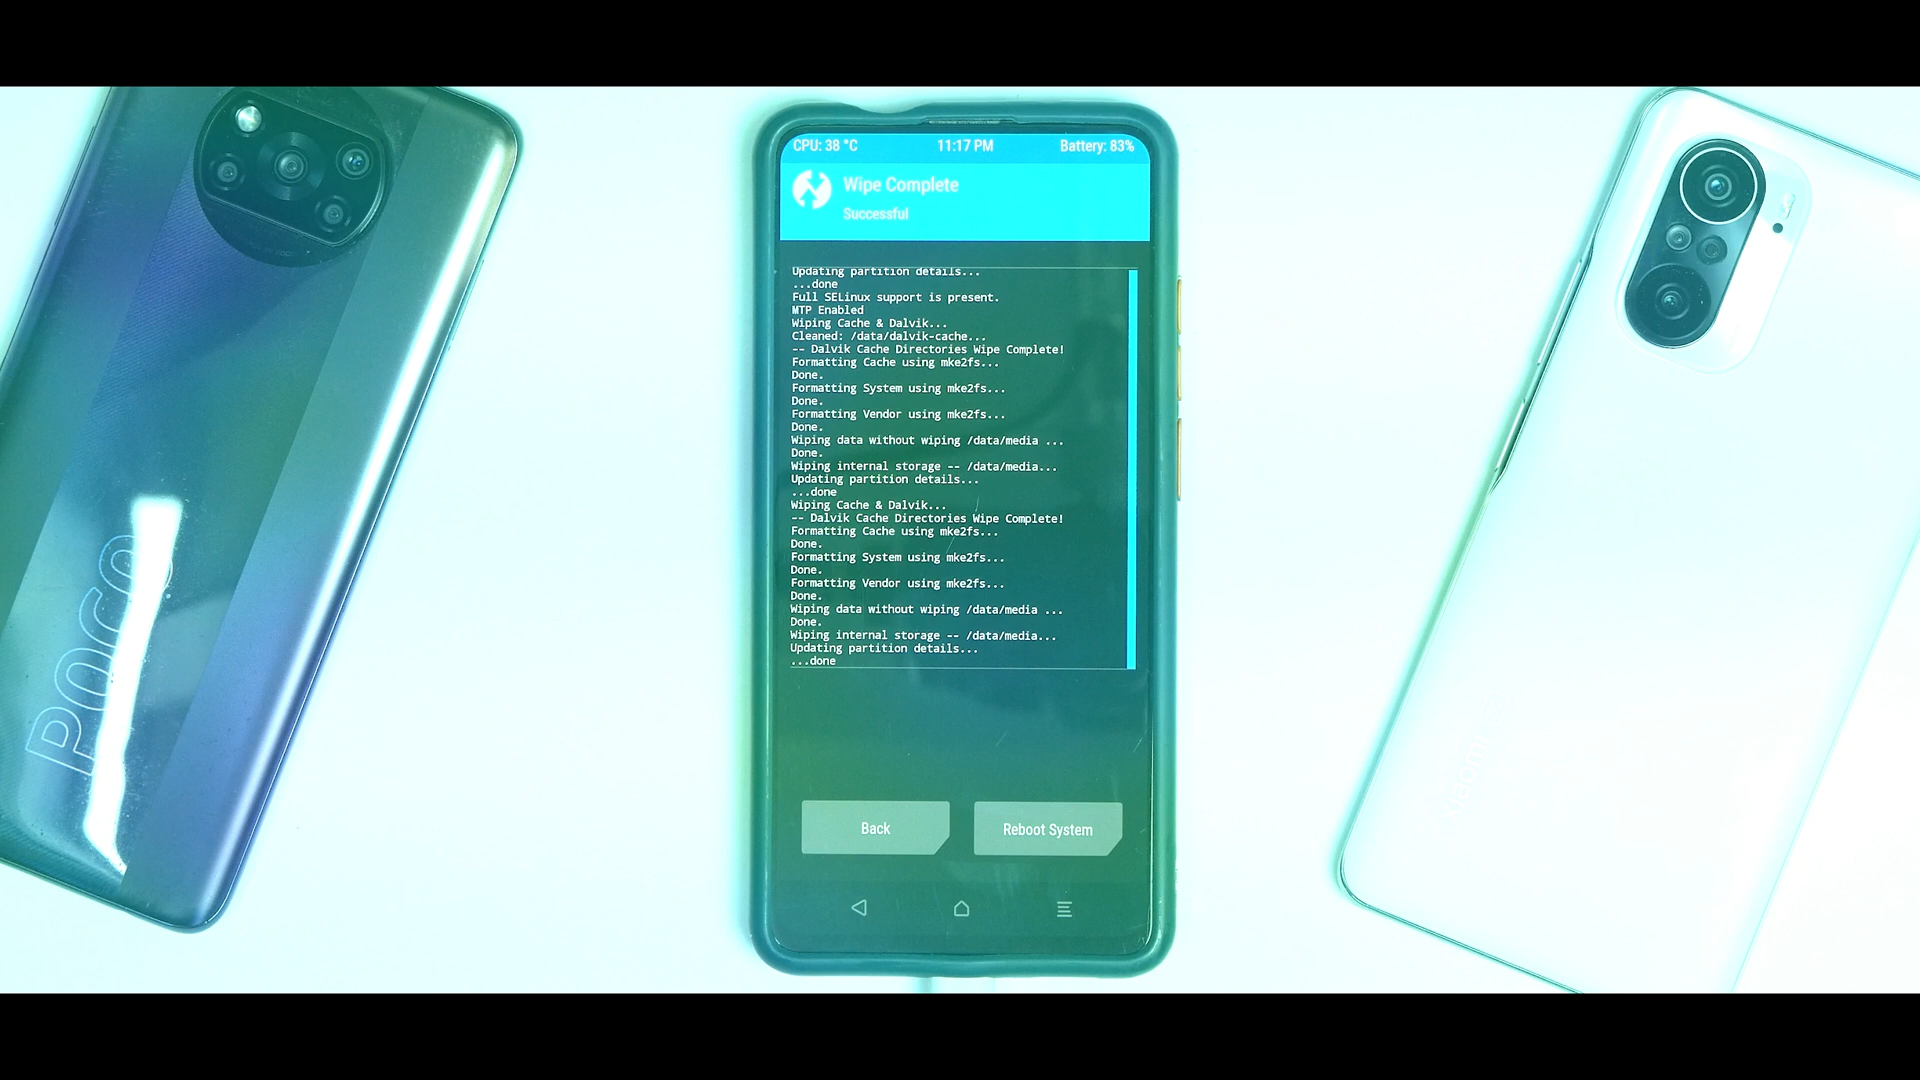 CPU: 38 °C 11:17 PM Battery: 83%
Wipe Complete
Successful
Updating partition details...
...done
Full SELinux support is present.
MTP Enabled
Wiping Cache & Dalvik...
Cleaned: /data/dalvik-cache...
-- Dalvik Cache Directories Wipe Complete!
Formatting Cache using mke2fs...
Done.
Formatting System using mke2fs...
Done.
Formatting Vendor using mke2fs...
Done.
Wiping data without wiping /data/media ...
Done.
Wiping internal storage -- /data/media...
Updating partition details...
...done
Wiping Cache & Dalvik...
-- Dalvik Cache Directories Wipe Complete!
Formatting Cache using mke2fs...
Done.
Formatting System using mke2fs...
Done.
Formatting Vendor using mke2fs...
Done.
Wiping data without wiping /data/media ...
Done.
Wiping internal storage -- /data/media...
Updating partition details...
...done
Back
Reboot System
POCO